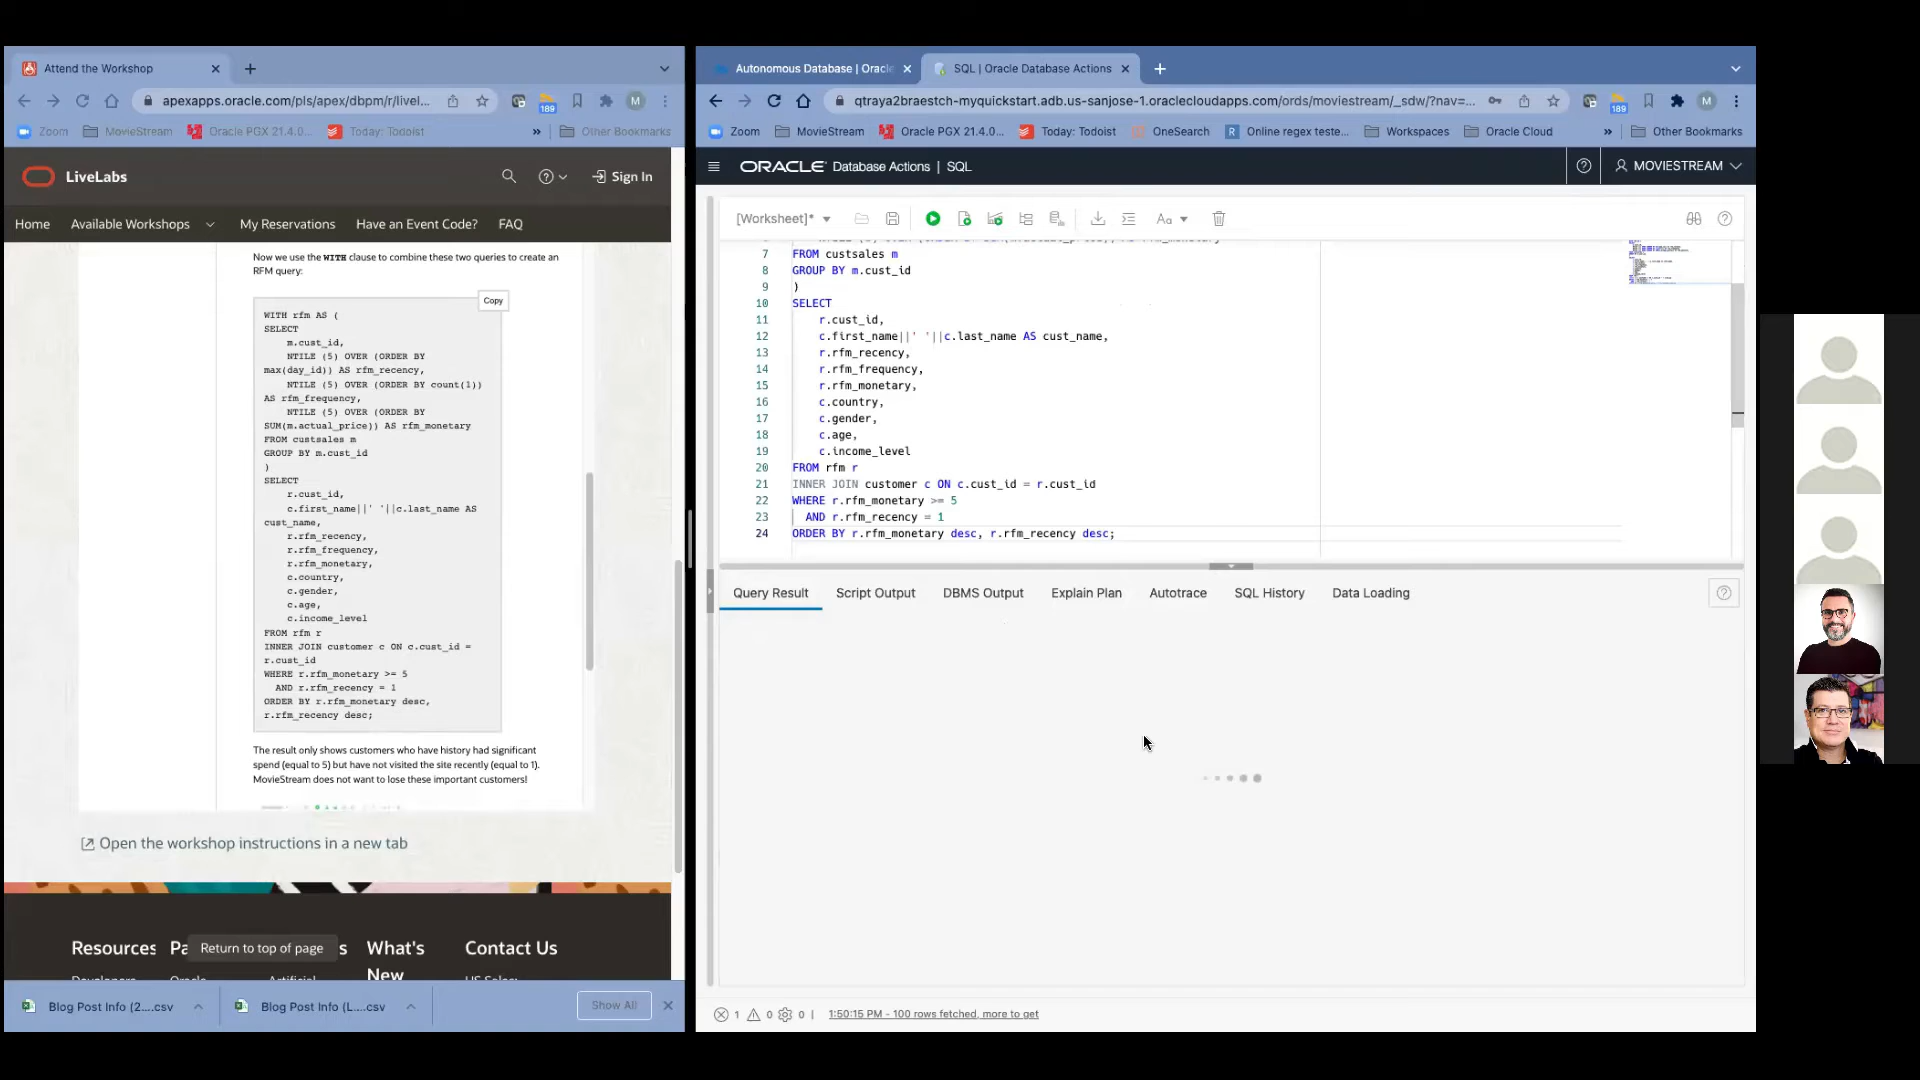 Attend the Workshop
apexapps.oracle.com/pls/apex/dbpm/r/livel...
189
M
Zoom
MovieStream
Oracle PGX 21.4.0...
Today: Todoist
»
Other Bookmarks
LiveLabs
Sign In
Home
Available Workshops
My Reservations
Have an Event Code?
FAQ
Now we use the WITH clause to combine these two queries to create an
RFM query:
Copy
WITH rfm AS (
SELECT
m.cust_id,
NTILE (5) OVER (ORDER BY
max(day_id)) AS rfm_recency,
NTILE (5) OVER (ORDER BY count(1))
AS rfm_frequency,
NTILE (5) OVER (ORDER BY
SUM(m.actual_price)) AS rfm_monetary
FROM custsales m
GROUP BY m.cust_id
)
SELECT
r.cust_id,
c.first_name||' '||c.last_name AS
cust_name,
r.rfm_recency,
r.rfm_frequency,
r.rfm_monetary,
c.country,
c.gender,
c.age,
c.income_level
FROM rfm r
INNER JOIN customer c ON c.cust_id =
r.cust_id
WHERE r.rfm_monetary >= 5
AND r.rfm_recency = 1
ORDER BY r.rfm_monetary desc,
r.rfm_recency desc;
The result only shows customers who have history had significant
spend (equal to 5) but have not visited the site recently (equal to 1).
MovieStream does not want to lose these important customers!
Open the workshop instructions in a new tab
Resources
Pa
Return to top of page
s
What's
New
Contact Us
Blog Post Info (2....csv
Blog Post Info (L....csv
Show All
Autonomous Database | Oracle
SQL | Oracle Database Actions
qtraya2braestch-myquickstart.adb.us-sanjose-1.oraclecloudapps.com/ords/moviestream/_sdw/?nav=...
189
M
Zoom
MovieStream
Oracle PGX 21.4.0...
Today: Todoist
OneSearch
R
Online regex teste...
Workspaces
Oracle Cloud
»
Other Bookmarks
ORACLE Database Actions | SQL
MOVIESTREAM
[Worksheet]*
Aa
7 FROM custsales m
8 GROUP BY m.cust_id
9 )
10 SELECT
11 r.cust_id,
12 c.first_name||' '||c.last_name AS cust_name,
13 r.rfm_recency,
14 r.rfm_frequency,
15 r.rfm_monetary,
16 c.country,
17 c.gender,
18 c.age,
19 c.income_level
20 FROM rfm r
21 INNER JOIN customer c ON c.cust_id = r.cust_id
22 WHERE r.rfm_monetary >= 5
23 AND r.rfm_recency = 1
24 ORDER BY r.rfm_monetary desc, r.rfm_recency desc;
Query Result
Script Output
DBMS Output
Explain Plan
Autotrace
SQL History
Data Loading
1 0 0 | 1:50:15 PM - 100 rows fetched, more to get